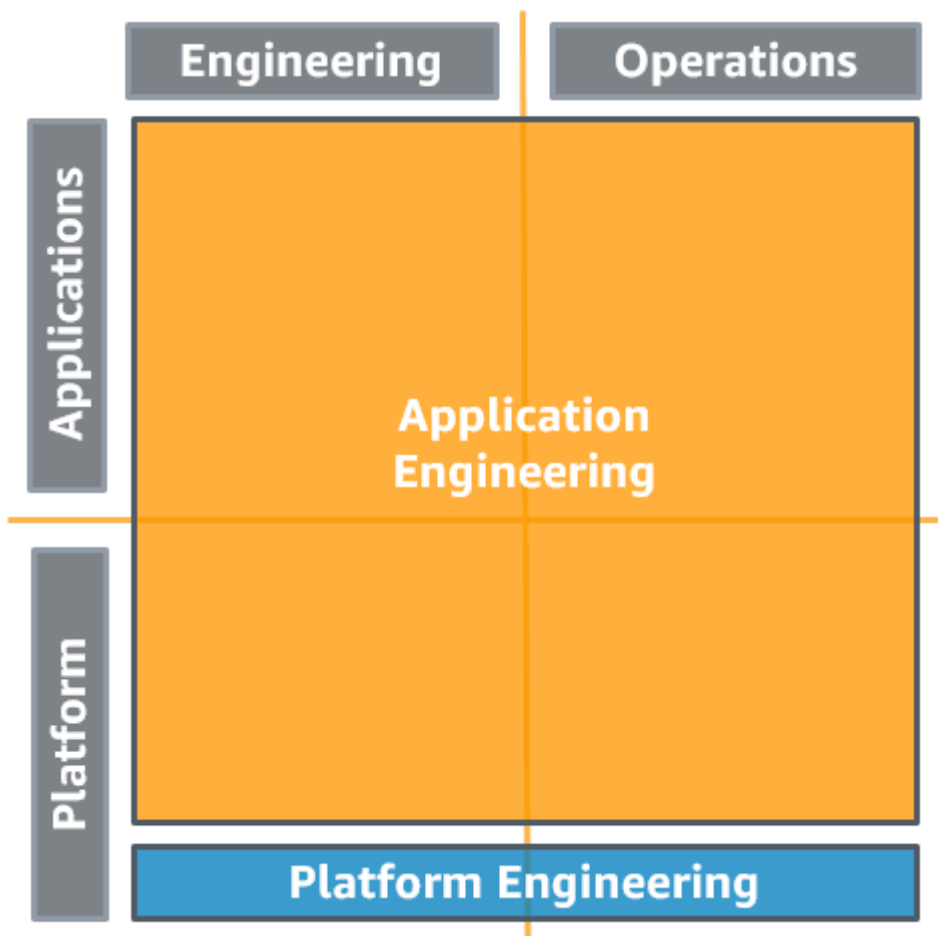 Engineering
Operations
Applications
Application
Engineering
Platform
Platform Engineering